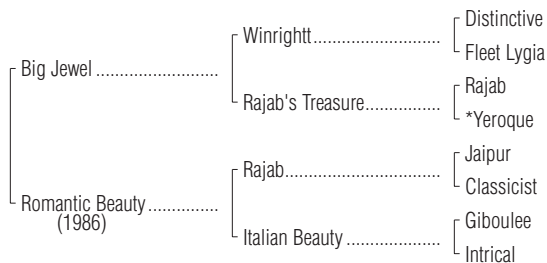 Distinctive
Winrightt..........................
Fleet Lygia
Big Jewel ..........................
Rajab
Rajab's Treasure................
*Yeroque
Jaipur
Rajab.................................
Classicist
Romantic Beauty ...............
(1986)
Giboulee
Italian Beauty ....................
Intrical